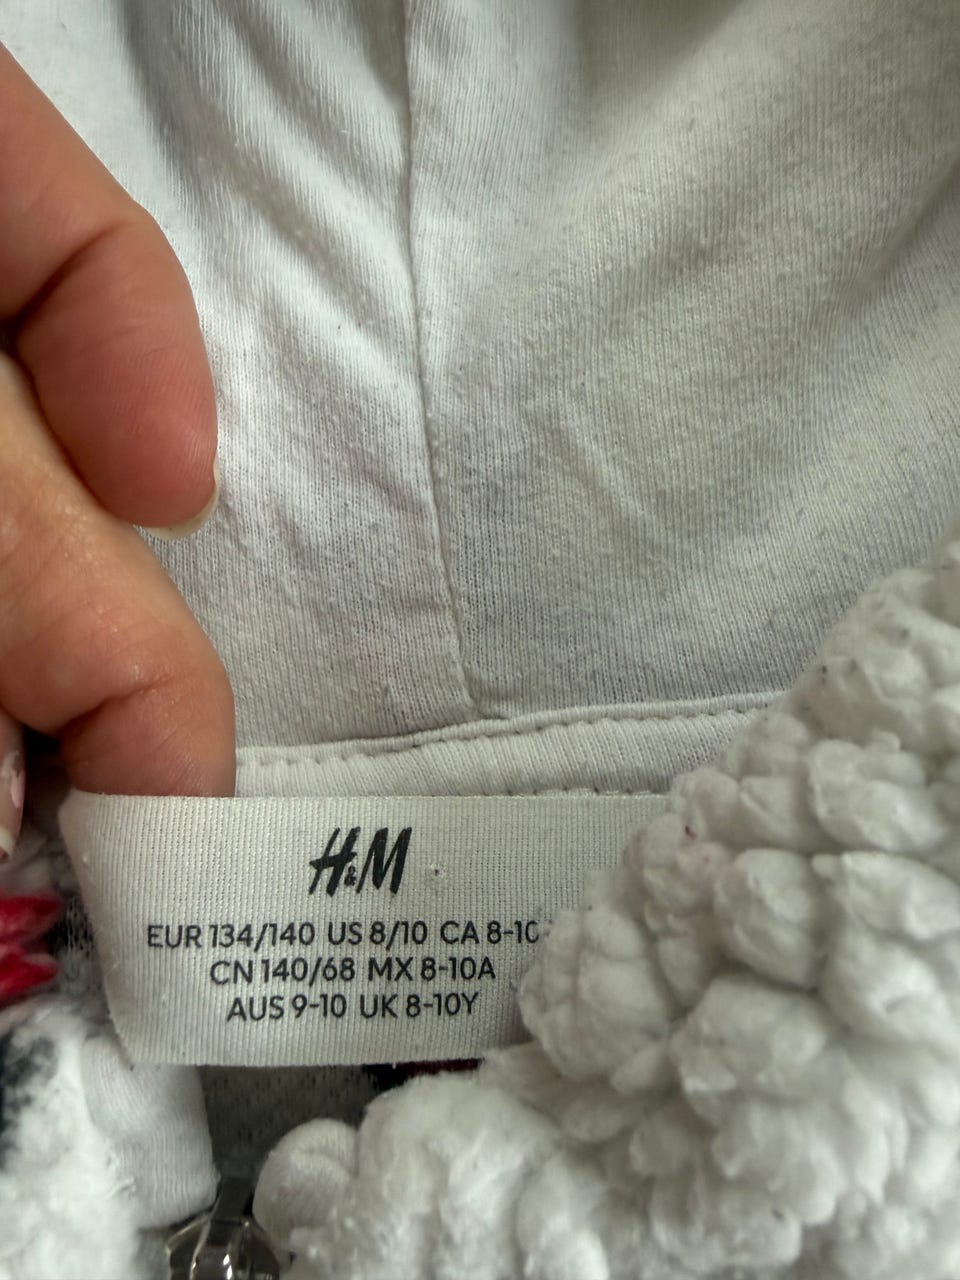 H&M
EUR 134/140 US 8/10 CA 8-10
CN 140/68 MX 8-10A
AUS 9-10 UK 8-10Y